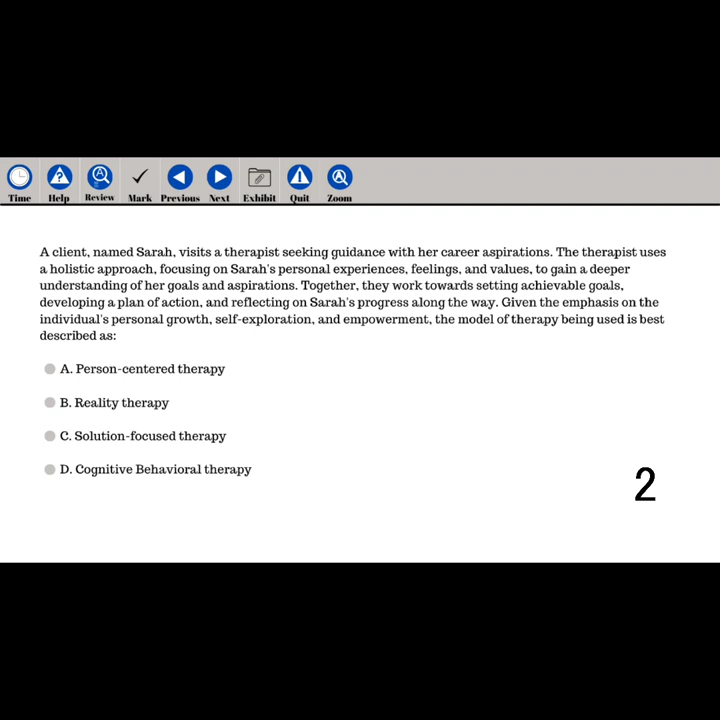 Time Help Review Mark Previous Next Exhibit Quit Zoom
A client, named Sarah, visits a therapist seeking guidance with her career aspirations. The therapist uses
a holistic approach, focusing on Sarah's personal experiences, feelings, and values, to gain a deeper
understanding of her goals and aspirations. Together, they work towards setting achievable goals,
developing a plan of action, and reflecting on Sarah's progress along the way. Given the emphasis on the
individual's personal growth, self-exploration, and empowerment, the model of therapy being used is best
described as:
A. Person-centered therapy
B. Reality therapy
C. Solution-focused therapy
D. Cognitive Behavioral therapy
2